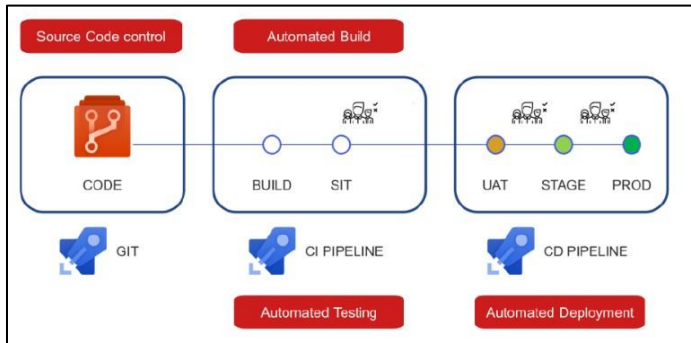 Source Code control
Automated Build
CODE
BUILD
SIT
UAT
STAGE
PROD
GIT
CI PIPELINE
CD PIPELINE
Automated Testing
Automated Deployment